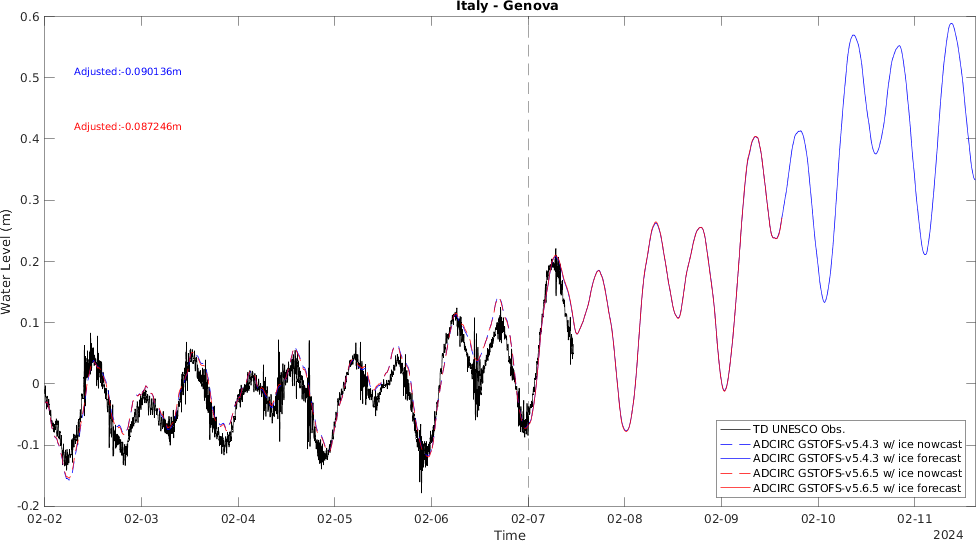 Italy - Genova
0.6
0.5
0.4
0.3
0.2
0.1
0
-0.1
-0.2
Water Level (m)
Adjusted:-0.090136m
Adjusted:-0.087246m
TD UNESCO Obs.
ADCIRC GSTOFS-v5.4.3 w/ ice nowcast
ADCIRC GSTOFS-v5.4.3 w/ ice forecast
ADCIRC GSTOFS-v5.6.5 w/ ice nowcast
ADCIRC GSTOFS-v5.6.5 w/ ice forecast
02-02 02-03 02-04 02-05 02-06 02-07 02-08 02-09 02-10 02-11
Time
2024